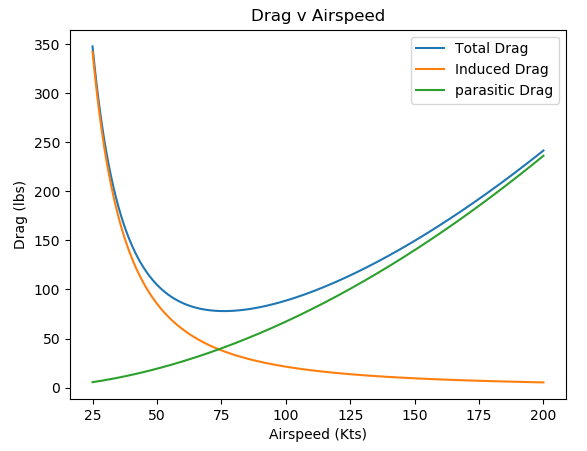 Drag v Airspeed
Total Drag
Induced Drag
parasitic Drag
350
300
250
200
150
100
50
0
Drag (lbs)
25
50
75
100
125
150
175
200
Airspeed (Kts)